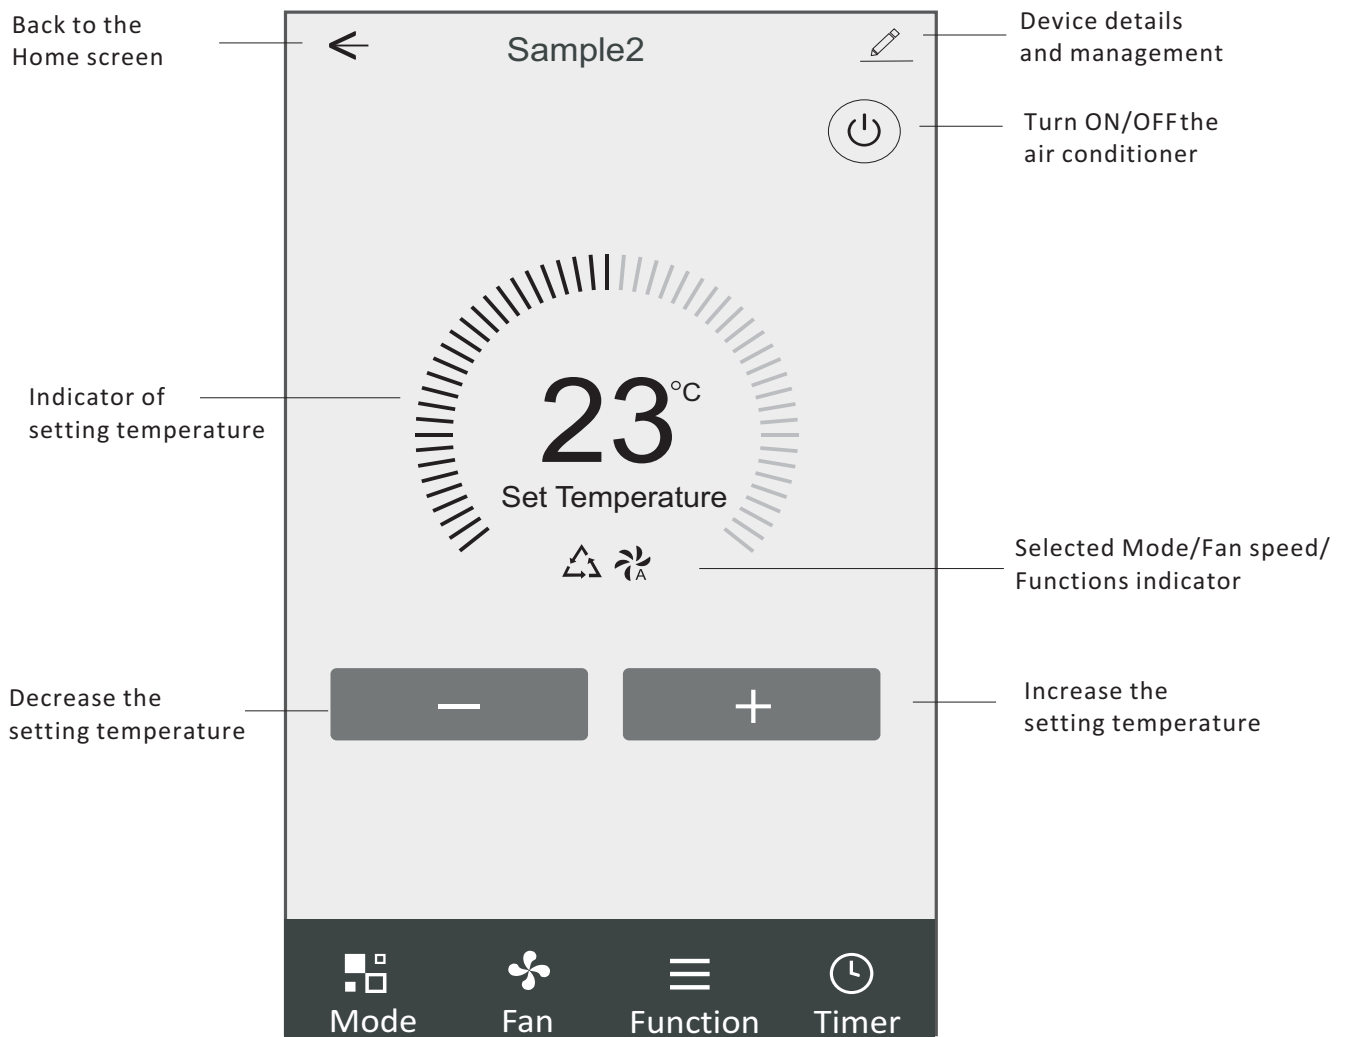 Back to the
Home screen
Sample2
Device details
and management
Turn ON/OFF the
air conditioner
Indicator of
setting temperature
23°C
Set Temperature
A
Selected Mode/Fan speed/
Functions indicator
Decrease the
setting temperature
Increase the
setting temperature
Mode
Fan
Function
Timer